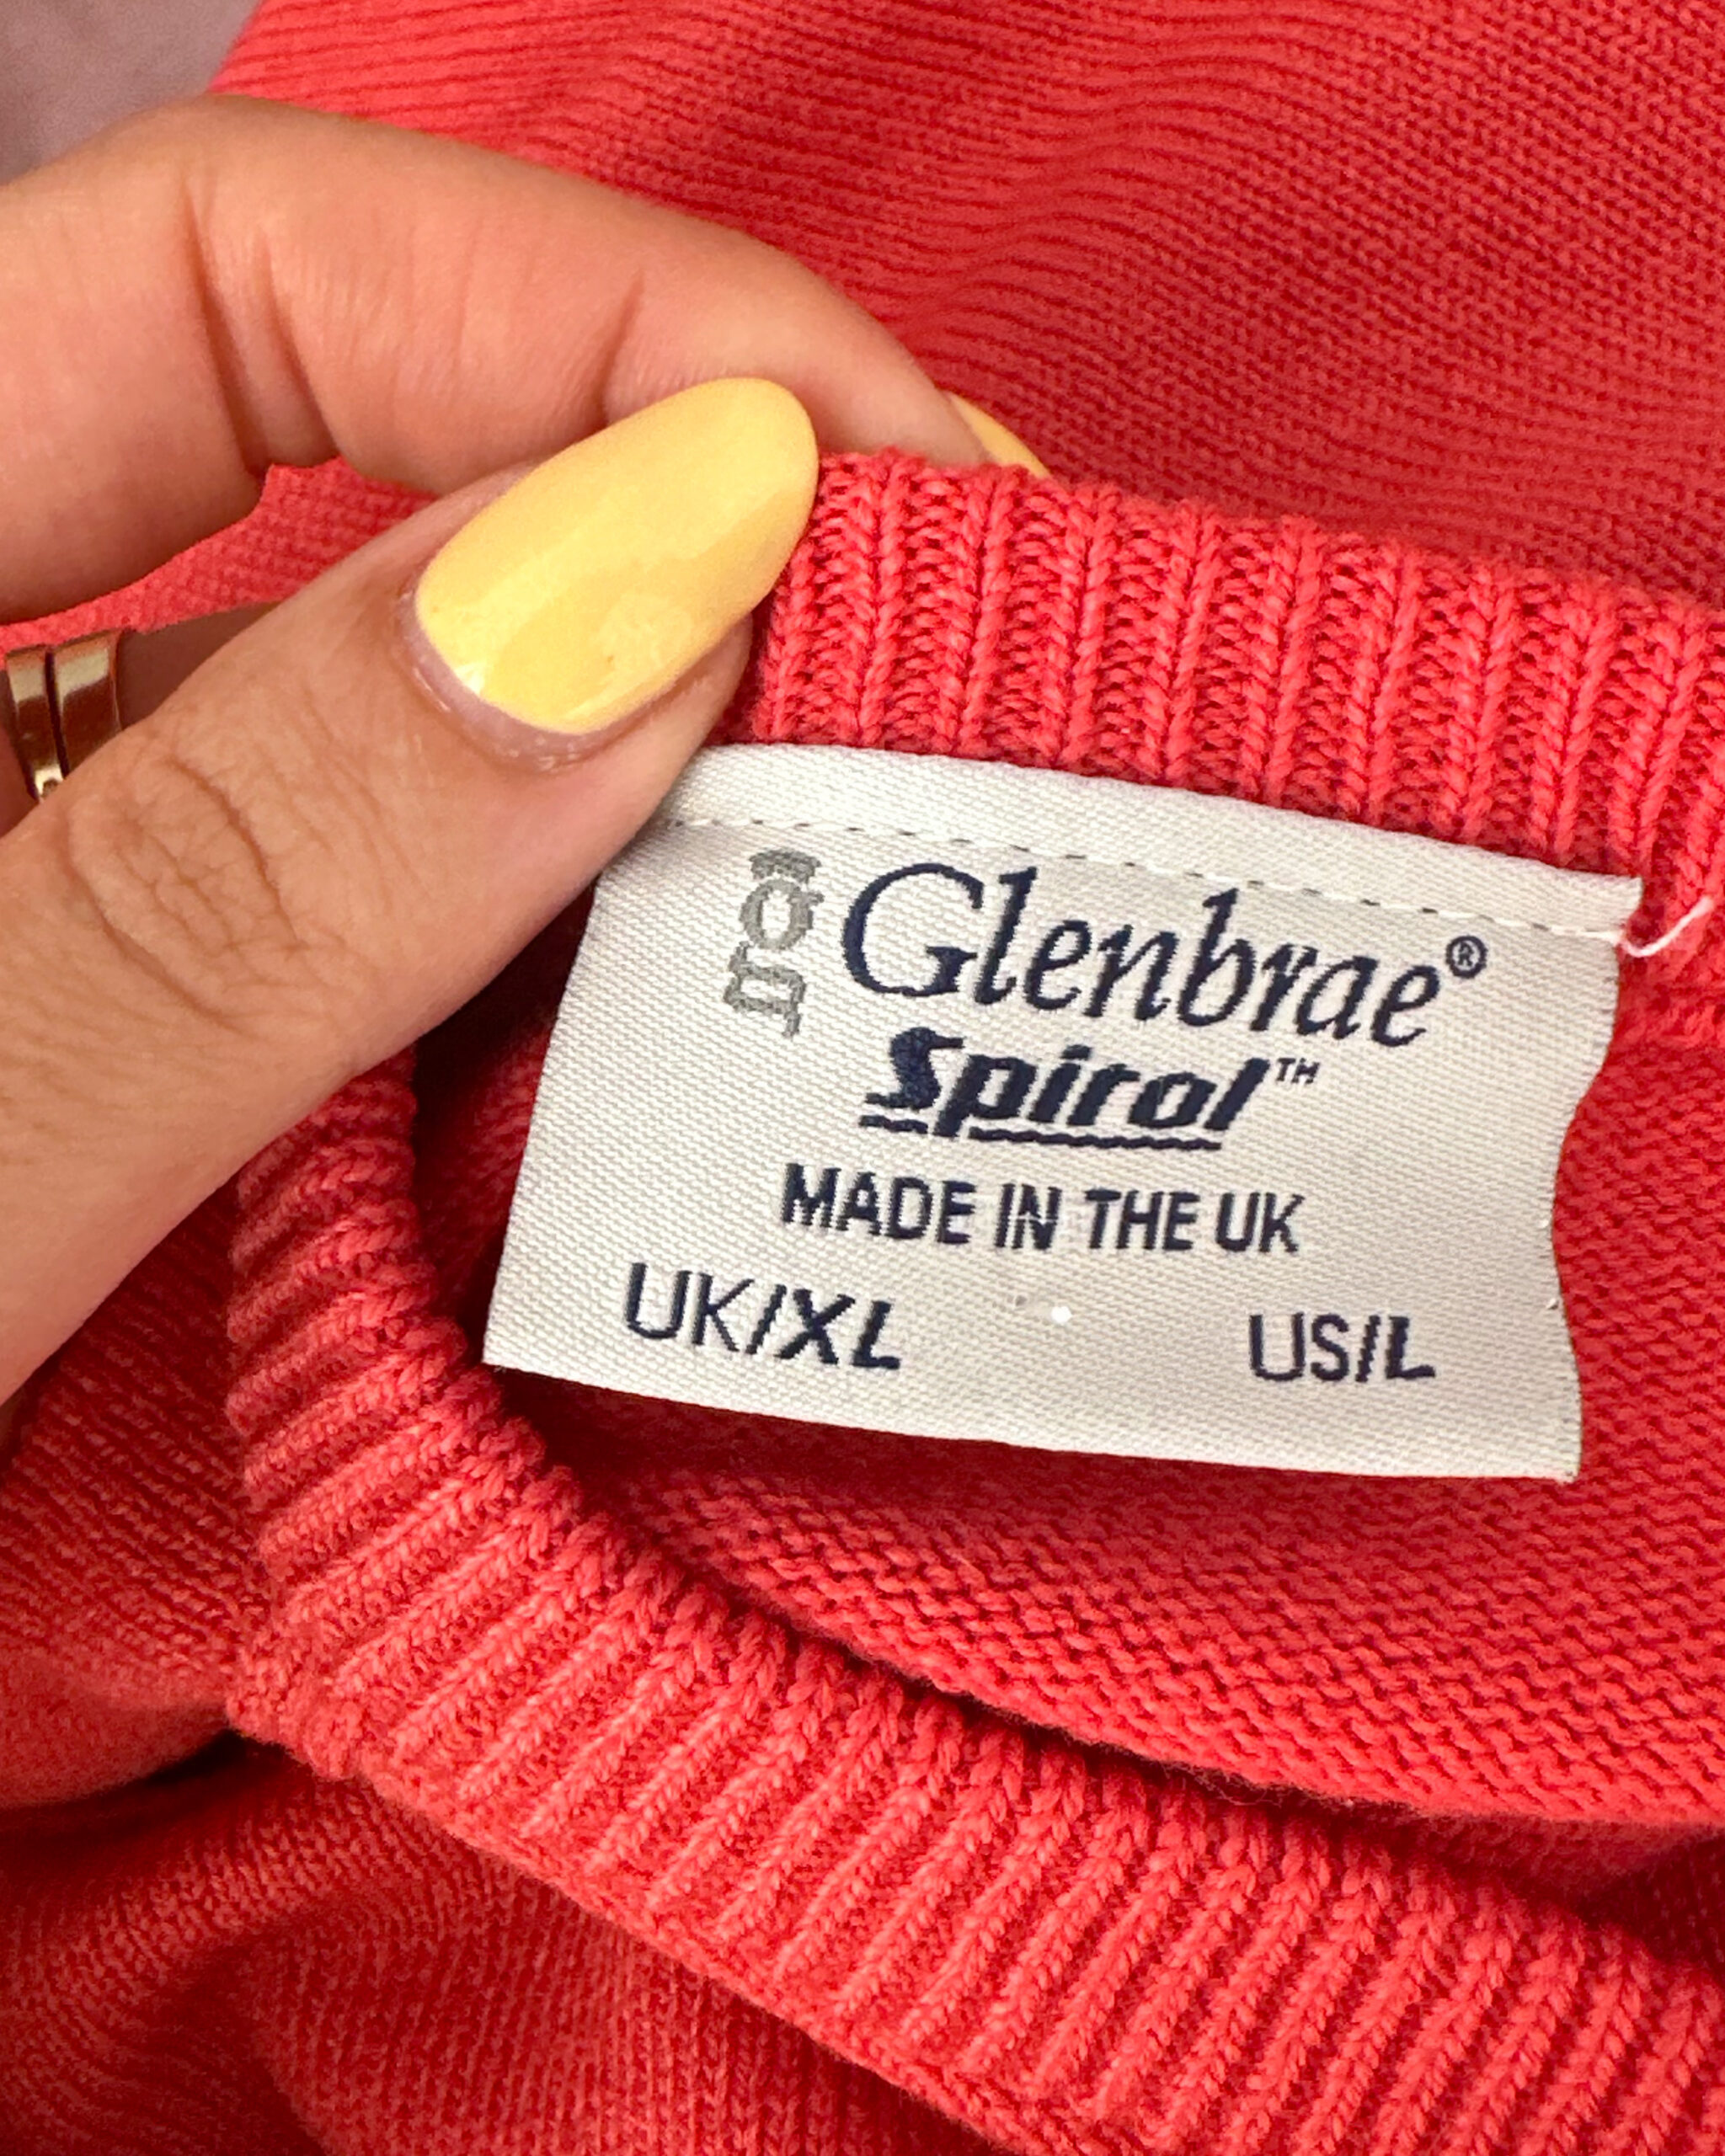 g Glenbrae®
Spirol™
MADE IN THE UK
UK/XL US/L